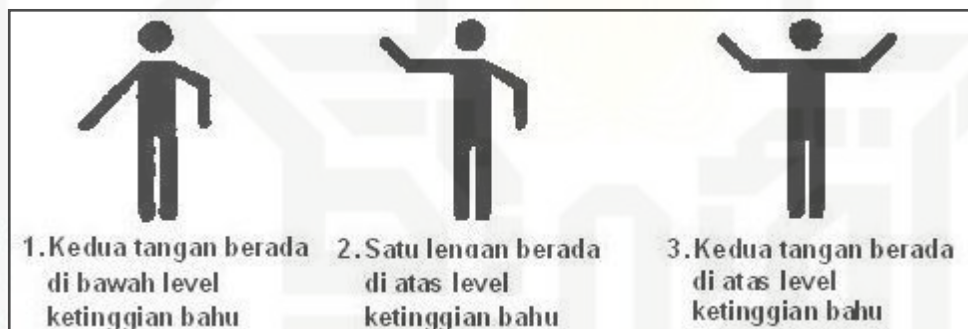 1.Kedua tangan berada
di bawah level
ketinggian bahu
2.Satu lengan berada
di atas level
ketinggian bahu
3.Kedua tangan berada
di atas level
ketinggian bahu